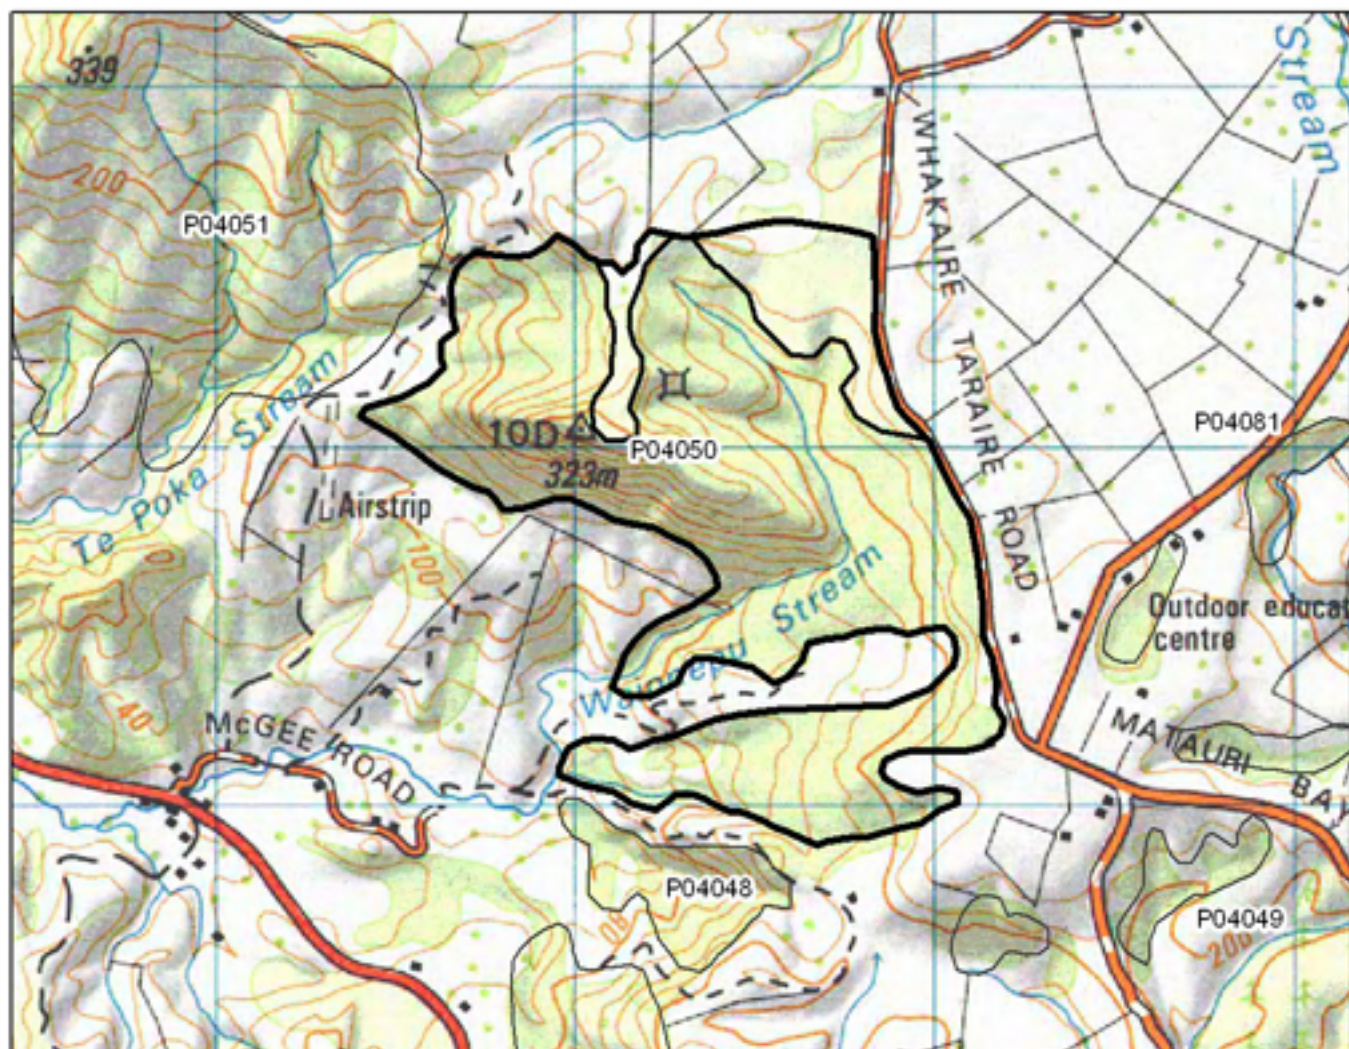 339
Stream
200
P04051
WHAKAIRE TARAIRE ROAD
Te Poka Stream
10D
P04050
323m
P04081
Airstrip
100
Stream
Outdoor educat
centre
40
McGEE ROAD
MATAURI BAY
P04048
P04049
200